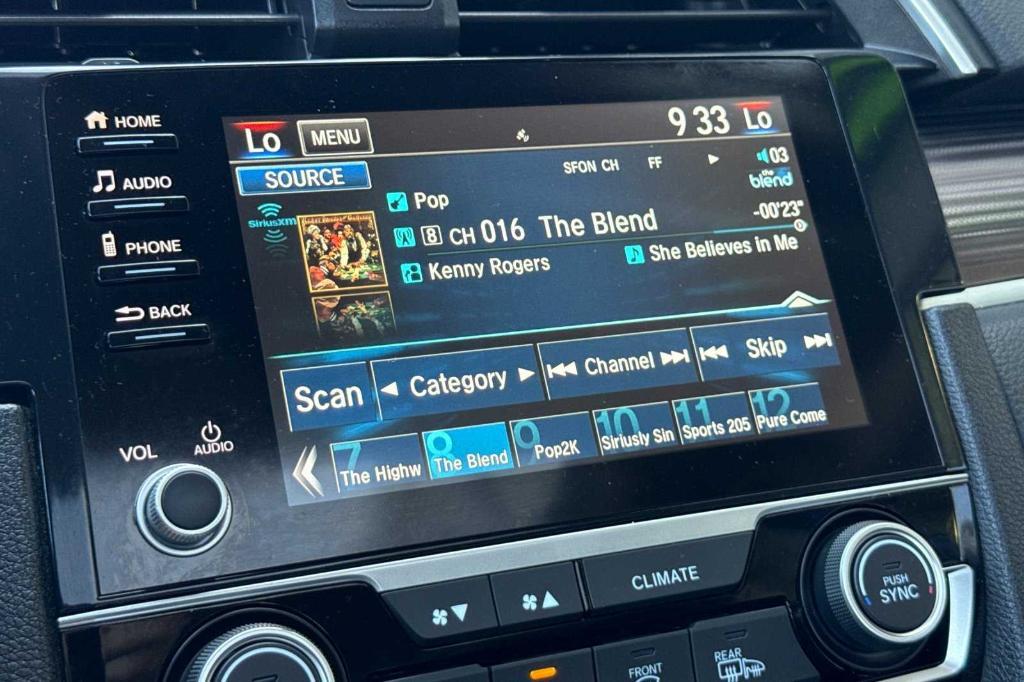 HOME
AUDIO
PHONE
BACK
VOL
AUDIO
Lo
MENU
9 33
Lo
SOURCE
SFON CH
FF
03
siriusxm
Pop
the
blend
8
CH 016
The Blend
-00'23"
Kenny Rogers
She Believes in Me
Scan
Category
Channel
Skip
7
The Highw
8
The Blend
9
Pop2K
10
Siriusly Sin
11
Sports 205
12
Pure Come
CLIMATE
PUSH
SYNC
FRONT
REAR